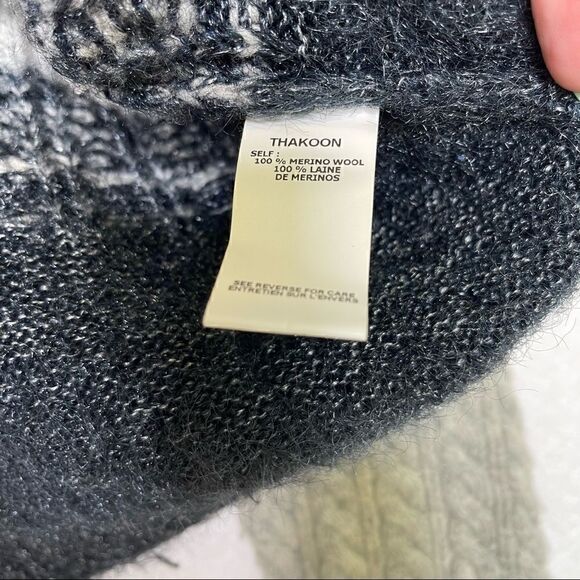 THAKOON
SELF :
100 % MERINO WOOL
100 % LAINE
DE MERINOS
SEE REVERSE FOR CARE
ENTRETIEN SUR L'ENVERS